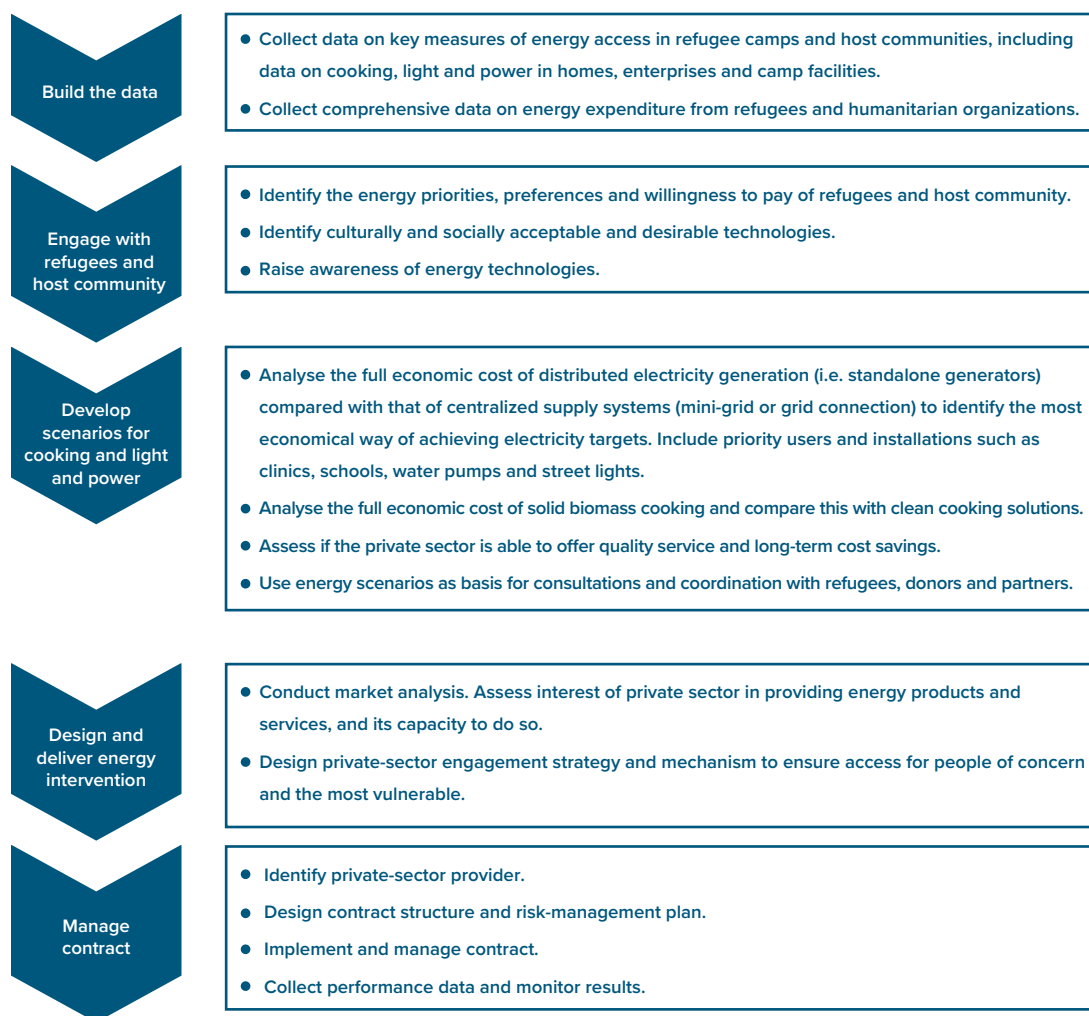 Build the data
● Collect data on key measures of energy access in refugee camps and host communities, including
data on cooking, light and power in homes, enterprises and camp facilities.
● Collect comprehensive data on energy expenditure from refugees and humanitarian organizations.
Engage with
refugees and
host community
● Identify the energy priorities, preferences and willingness to pay of refugees and host community.
● Identify culturally and socially acceptable and desirable technologies.
● Raise awareness of energy technologies.
Develop
scenarios for
cooking and light
and power
● Analyse the full economic cost of distributed electricity generation (i.e. standalone generators)
compared with that of centralized supply systems (mini-grid or grid connection) to identify the most
economical way of achieving electricity targets. Include priority users and installations such as
clinics, schools, water pumps and street lights.
● Analyse the full economic cost of solid biomass cooking and compare this with clean cooking solutions.
● Assess if the private sector is able to offer quality service and long-term cost savings.
● Use energy scenarios as basis for consultations and coordination with refugees, donors and partners.
Design and
deliver energy
intervention
● Conduct market analysis. Assess interest of private sector in providing energy products and
services, and its capacity to do so.
● Design private-sector engagement strategy and mechanism to ensure access for people of concern
and the most vulnerable.
Manage
contract
● Identify private-sector provider.
● Design contract structure and risk-management plan.
● Implement and manage contract.
● Collect performance data and monitor results.